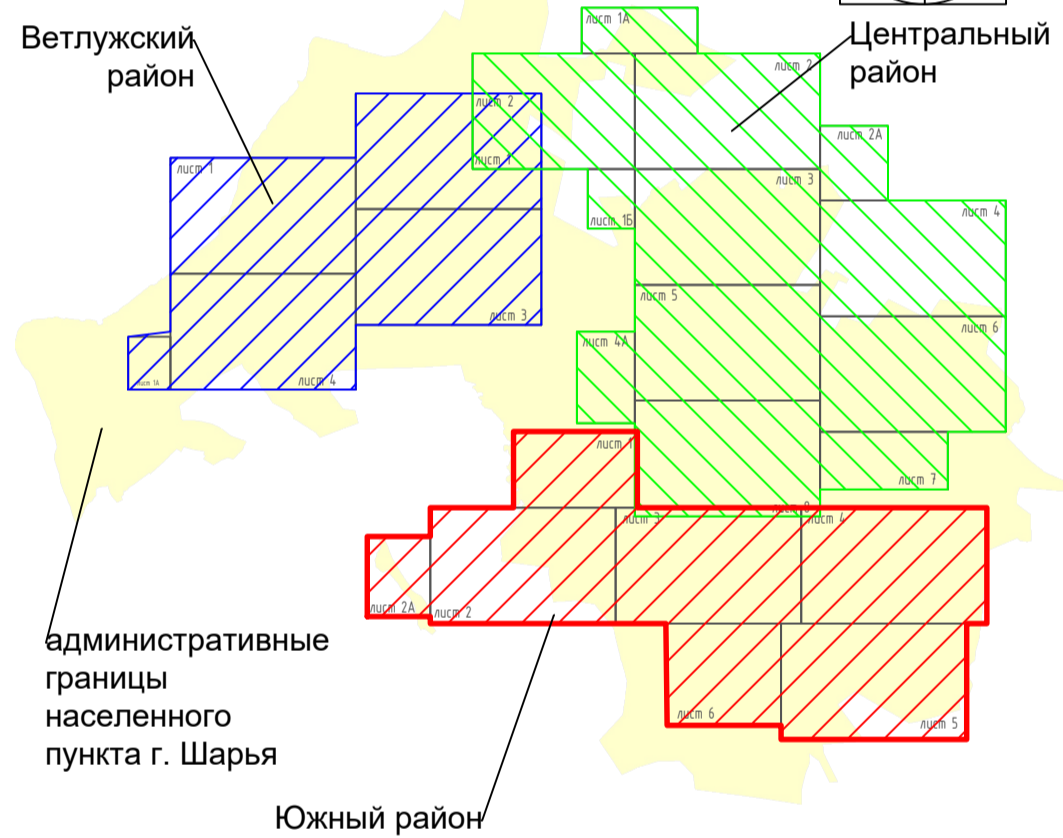 Ветлужский
район
Центральный
район
лист 1А
лист 2
лист 2
лист 1
лист 2А
лист 1
лист 3
лист 1Б
лист 4
лист 5
лист 3
лист 6
лист 4А
лист 1А
лист 4
лист 1
лист 7
лист 8
лист 3
лист 4
лист 2А
лист 2
лист 6
лист 5
административные
границы
населенного
пункта г. Шарья
Южный район